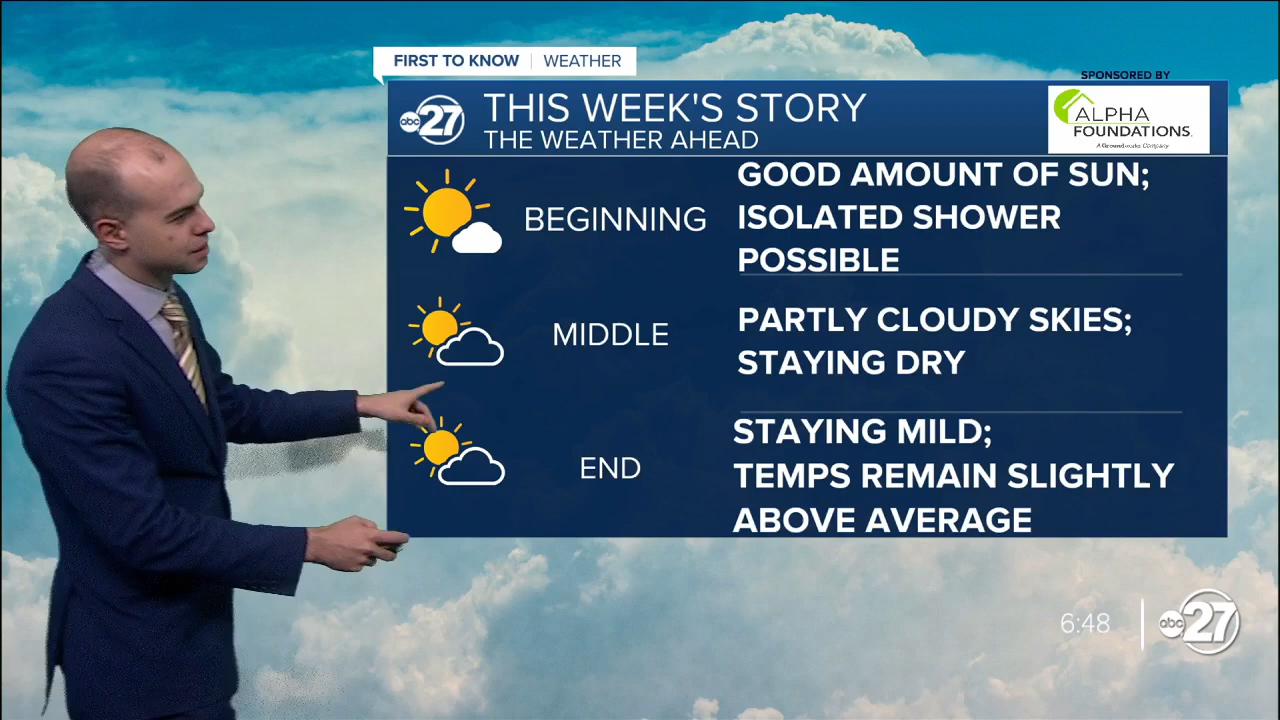 FIRST TO KNOW | WEATHER
SPONSORED BY
abc 27
THIS WEEK'S STORY
THE WEATHER AHEAD
ALPHA
FOUNDATIONS
A Groundworks Company
BEGINNING
GOOD AMOUNT OF SUN;
ISOLATED SHOWER
POSSIBLE
MIDDLE
PARTLY CLOUDY SKIES;
STAYING DRY
END
STAYING MILD;
TEMPS REMAIN SLIGHTLY
ABOVE AVERAGE
6:48
abc 27